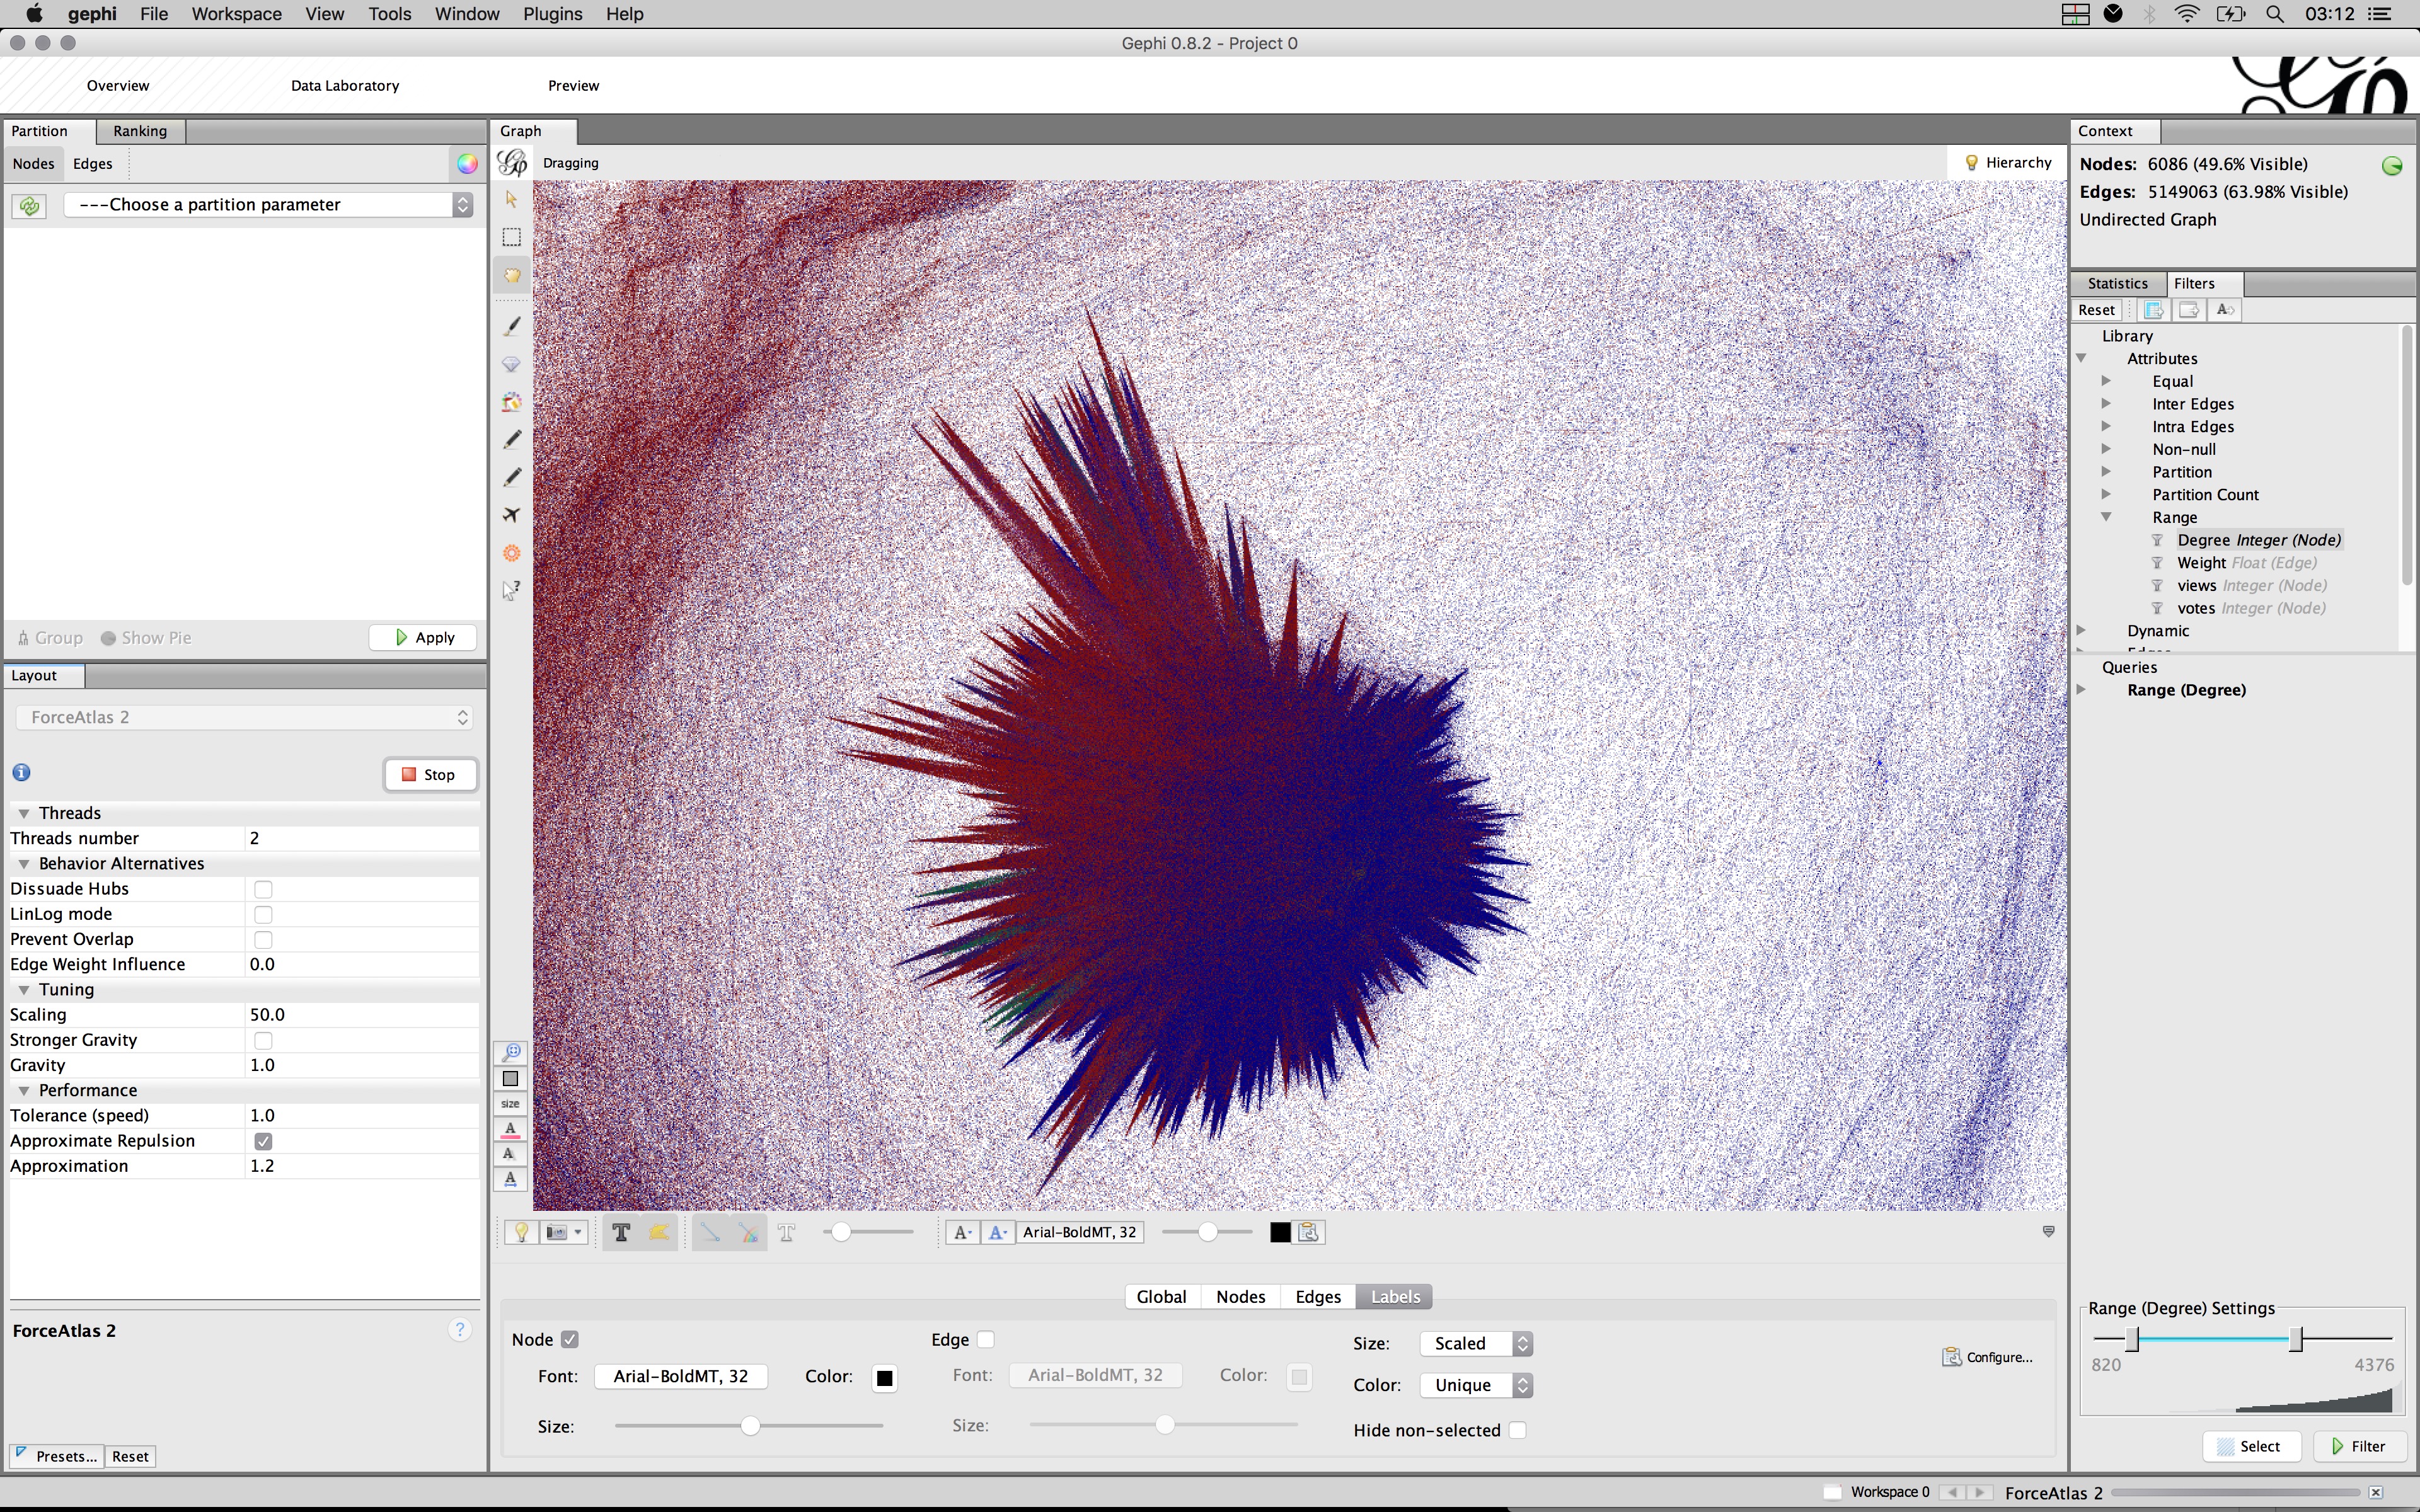 gephi File Workspace View Tools Window Plugins Help 03:12
Gephi 0.8.2 - Project 0
Overview Data Laboratory Preview
Partition Ranking
Nodes Edges
---Choose a partition parameter
Group Show Pie Apply
Layout
ForceAtlas 2
Stop
Threads
Threads number 2
Behavior Alternatives
Dissuade Hubs
LinLog mode
Prevent Overlap
Edge Weight Influence 0.0
Tuning
Scaling 50.0
Stronger Gravity
Gravity 1.0
Performance
Tolerance (speed) 1.0
Approximate Repulsion
Approximation 1.2
ForceAtlas 2 ?
Presets... Reset
Graph
Dragging Hierarchy
size
A
A
A
T T A- A- Arial-BoldMT, 32
Global Nodes Edges Labels
Node Edge
Font: Arial-BoldMT, 32 Color: Font: Arial-BoldMT, 32 Color:
Size: Size:
Size: Scaled
Color: Unique
Hide non-selected
Configure...
Context
Nodes: 6086 (49.6% Visible)
Edges: 5149063 (63.98% Visible)
Undirected Graph
Statistics Filters
Reset
Library
Attributes
Equal
Inter Edges
Intra Edges
Non-null
Partition
Partition Count
Range
Degree Integer (Node)
Weight Float (Edge)
views Integer (Node)
votes Integer (Node)
Dynamic
Queries
Range (Degree)
Range (Degree) Settings
820 4376
Select Filter
Workspace 0 ForceAtlas 2